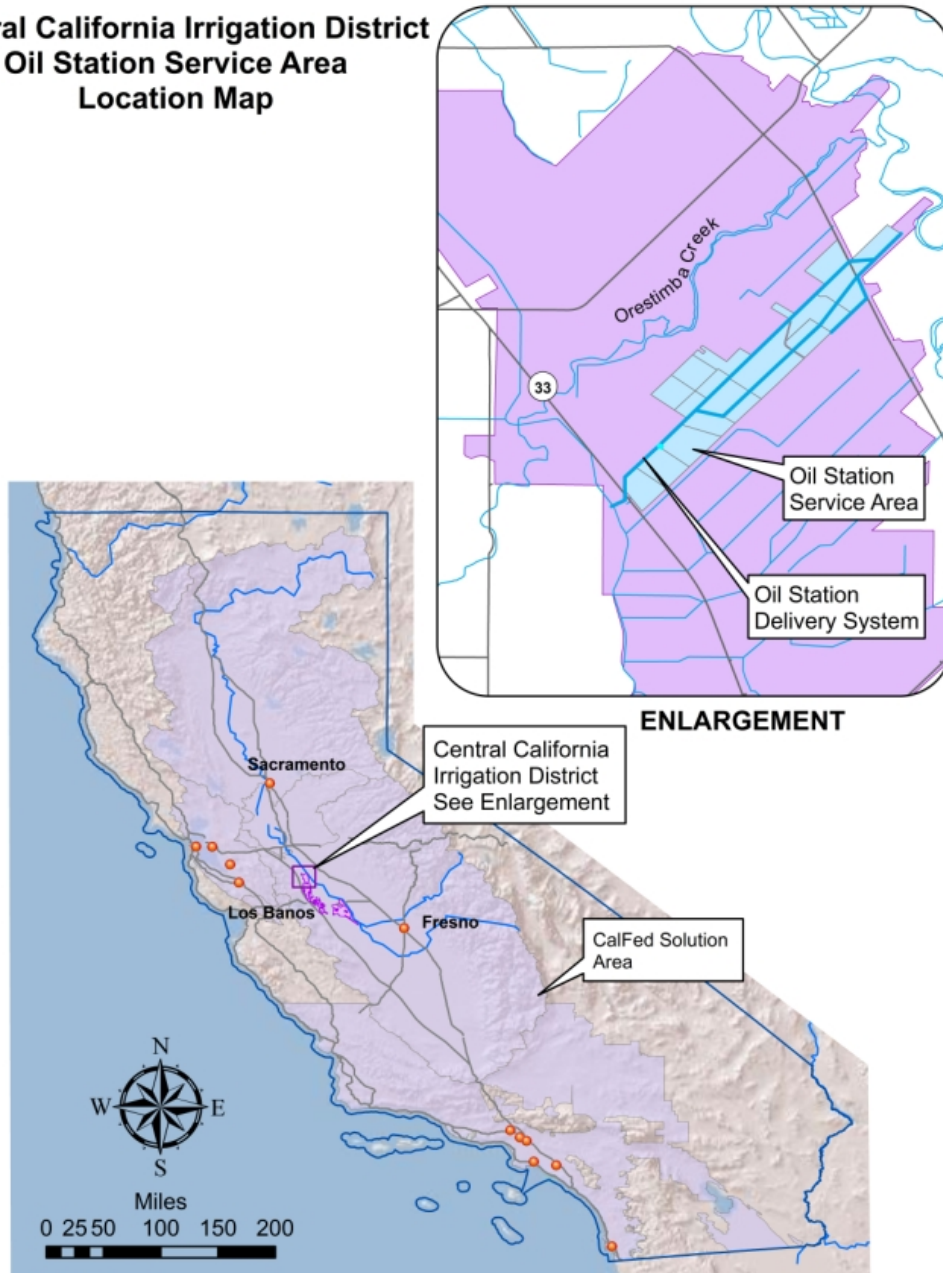 ral California Irrigation District
Oil Station Service Area
Location Map
Orestimba Creek
33
Oil Station
Service Area
Oil Station
Delivery System
ENLARGEMENT
Central California
Irrigation District
See Enlargement
Sacramento
Los Banos
Fresno
CalFed Solution
Area
N
W E
S
Miles
0 25 50 100 150 200